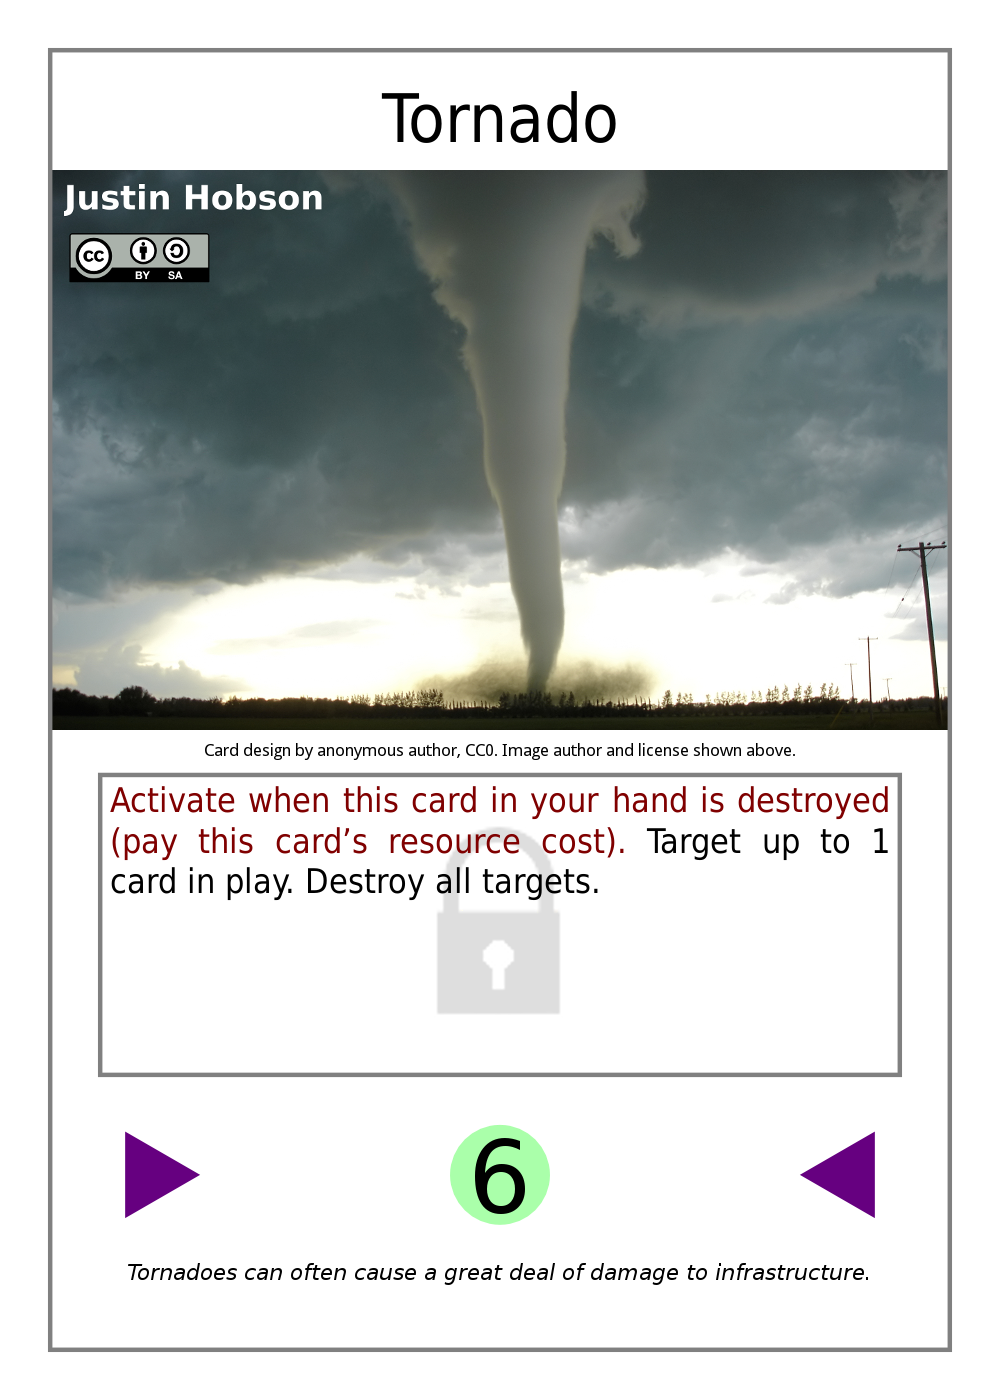 Tornado
Justin Hobson
cc
BY SA
Card design by anonymous author, CC0. Image author and license shown above.
Activate when this card in your hand is destroyed
(pay this card’s resource cost). Target up to 1
card in play. Destroy all targets.
6
Tornadoes can often cause a great deal of damage to infrastructure.